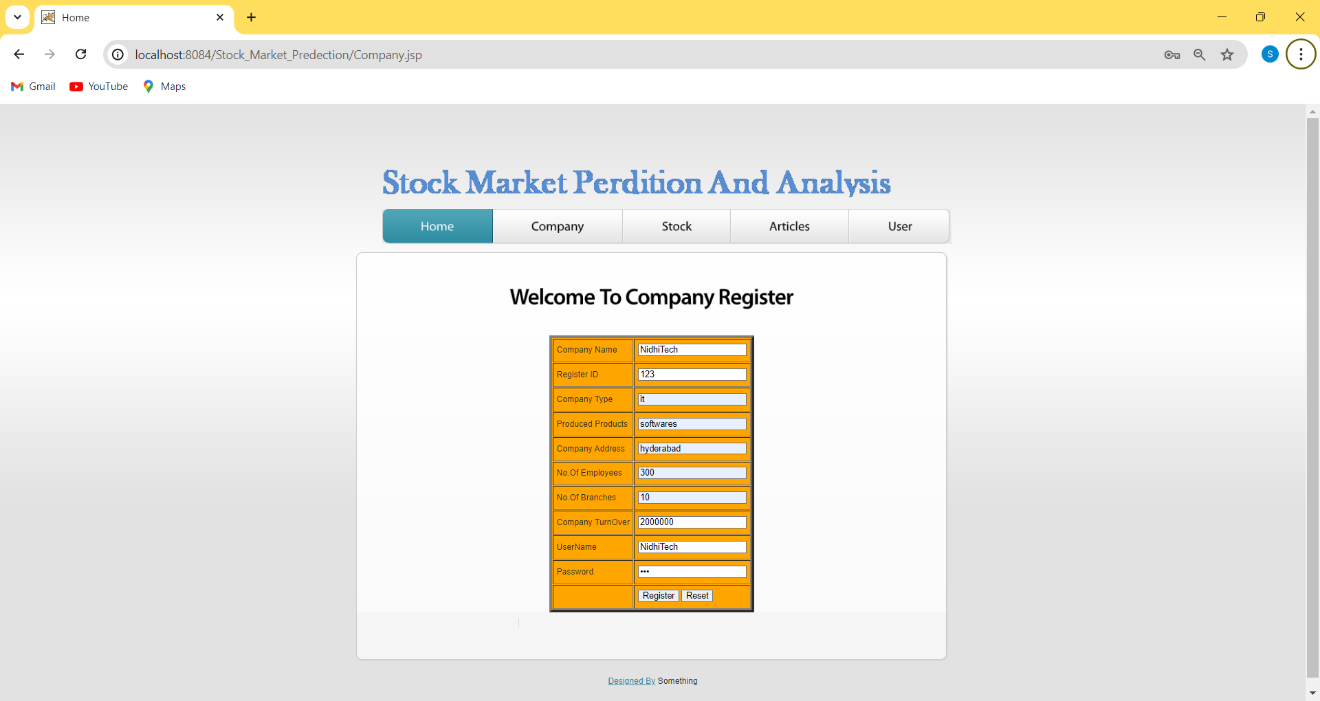 Home
localhost:8084/Stock_Market_Predection/Company.jsp
S
Gmail YouTube Maps
Stock Market Perdition And Analysis
Home Company Stock Articles User
Welcome To Company Register
Company Name NidhiTech
Register ID 123
Company Type it
Produced Products softwares
Company Address hyderabad
No.Of Employees 300
No.Of Branches 10
Company TurnOver 2000000
UserName NidhiTech
Password •••
Register Reset
Designed By Something